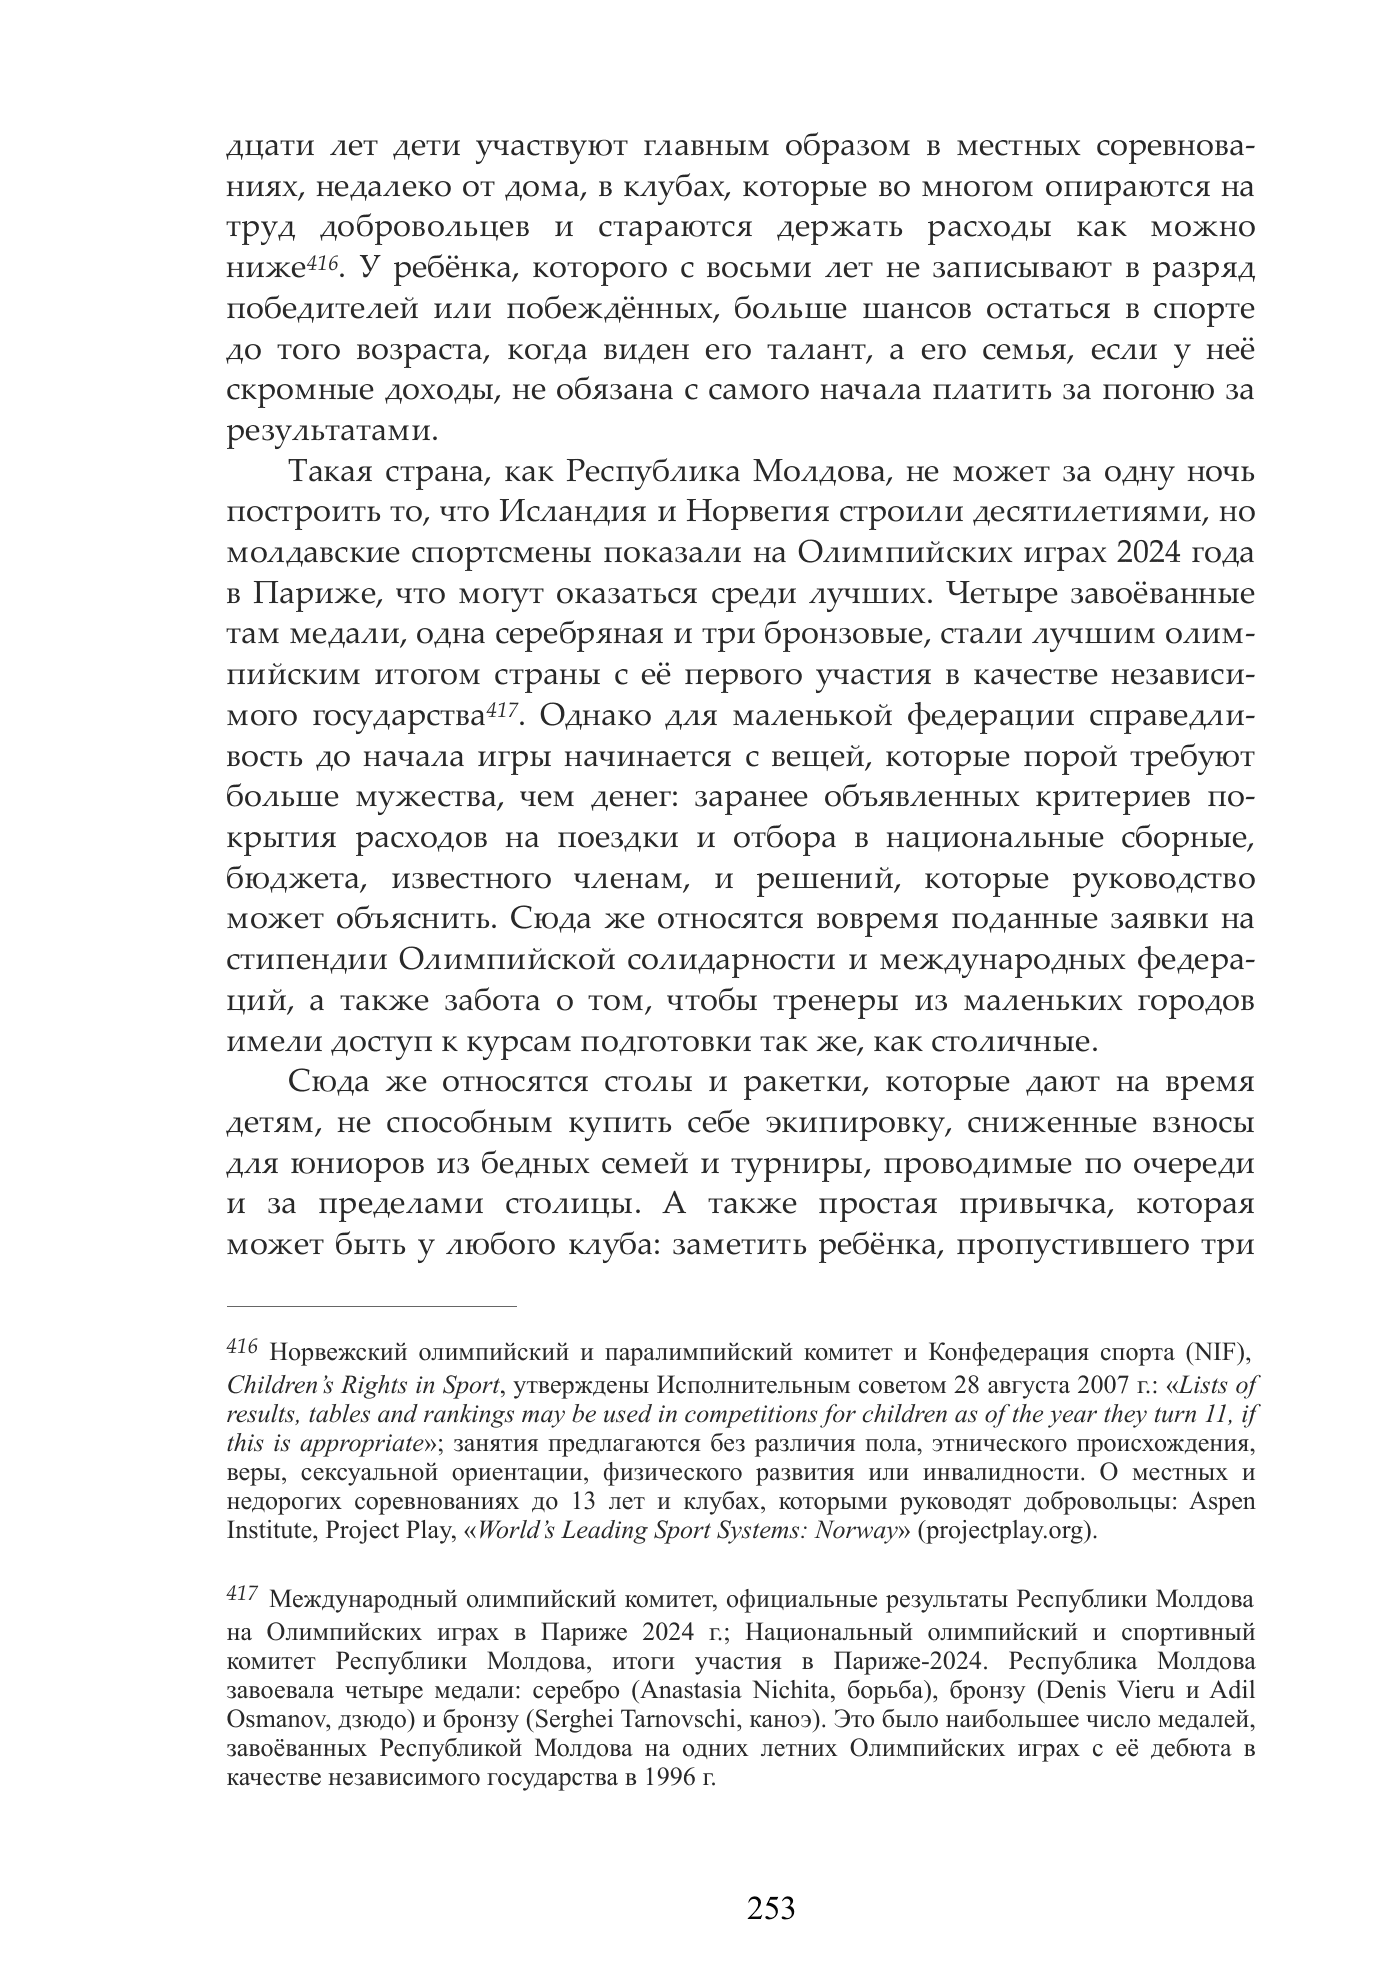 дцати лет дети участвуют главным образом в местных соревнова-
ниях, недалеко от дома, в клубах, которые во многом опираются на
труд добровольцев и стараются держать расходы как можно
ниже416. У ребёнка, которого с восьми лет не записывают в разряд
победителей или побеждённых, больше шансов остаться в спорте
до того возраста, когда виден его талант, а его семья, если у неё
скромные доходы, не обязана с самого начала платить за погоню за
результатами.
Такая страна, как Республика Молдова, не может за одну ночь
построить то, что Исландия и Норвегия строили десятилетиями, но
молдавские спортсмены показали на Олимпийских играх 2024 года
в Париже, что могут оказаться среди лучших. Четыре завоёванные
там медали, одна серебряная и три бронзовые, стали лучшим олим-
пийским итогом страны с её первого участия в качестве независи-
мого государства417. Однако для маленькой федерации справедли-
вость до начала игры начинается с вещей, которые порой требуют
больше мужества, чем денег: заранее объявленных критериев по-
крытия расходов на поездки и отбора в национальные сборные,
бюджета, известного членам, и решений, которые руководство
может объяснить. Сюда же относятся вовремя поданные заявки на
стипендии Олимпийской солидарности и международных федера-
ций, а также забота о том, чтобы тренеры из маленьких городов
имели доступ к курсам подготовки так же, как столичные.
Сюда же относятся столы и ракетки, которые дают на время
детям, не способным купить себе экипировку, сниженные взносы
для юниоров из бедных семей и турниры, проводимые по очереди
и за пределами столицы. А также простая привычка, которая
может быть у любого клуба: заметить ребёнка, пропустившего три
416 Норвежский олимпийский и паралимпийский комитет и Конфедерация спорта (NIF),
Children’s Rights in Sport, утверждены Исполнительным советом 28 августа 2007 г.: «Lists of
results, tables and rankings may be used in competitions for children as of the year they turn 11, if
this is appropriate»; занятия предлагаются без различия пола, этнического происхождения,
веры, сексуальной ориентации, физического развития или инвалидности. О местных и
недорогих соревнованиях до 13 лет и клубах, которыми руководят добровольцы: Aspen
Institute, Project Play, «World’s Leading Sport Systems: Norway» (projectplay.org).
417 Международный олимпийский комитет, официальные результаты Республики Молдова
на Олимпийских играх в Париже 2024 г.; Национальный олимпийский и спортивный
комитет Республики Молдова, итоги участия в Париже-2024. Республика Молдова
завоевала четыре медали: серебро (Anastasia Nichita, борьба), бронзу (Denis Vieru и Adil
Osmanov, дзюдо) и бронзу (Serghei Tarnovschi, каноэ). Это было наибольшее число медалей,
завоёванных Республикой Молдова на одних летних Олимпийских играх с её дебюта в
качестве независимого государства в 1996 г.
253